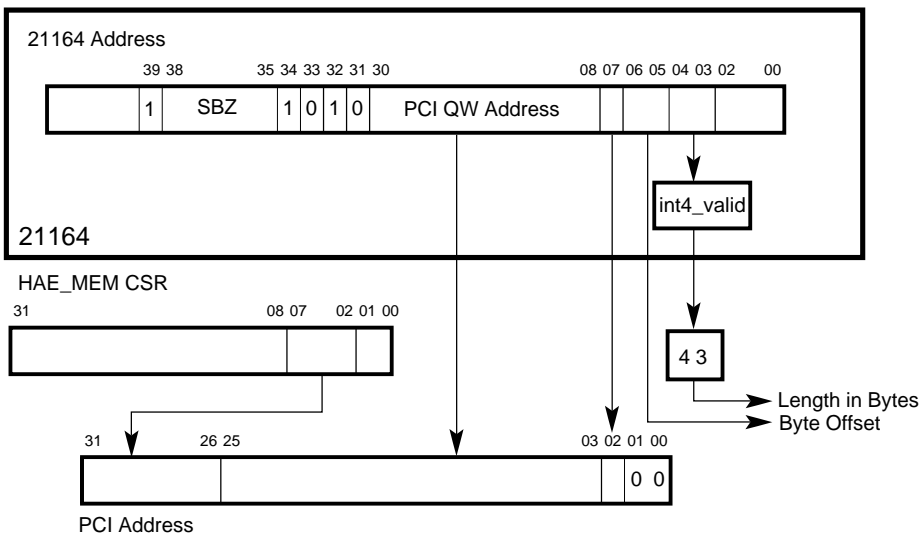 21164 Address
39 38 35 34 33 32 31 30 08 07 06 05 04 03 02 00
1 SBZ 1 0 1 0 PCI QW Address
int4_valid
21164
HAE_MEM CSR
31 08 07 02 01 00
4 3
Length in Bytes
Byte Offset
31 26 25 03 02 01 00
0 0
PCI Address